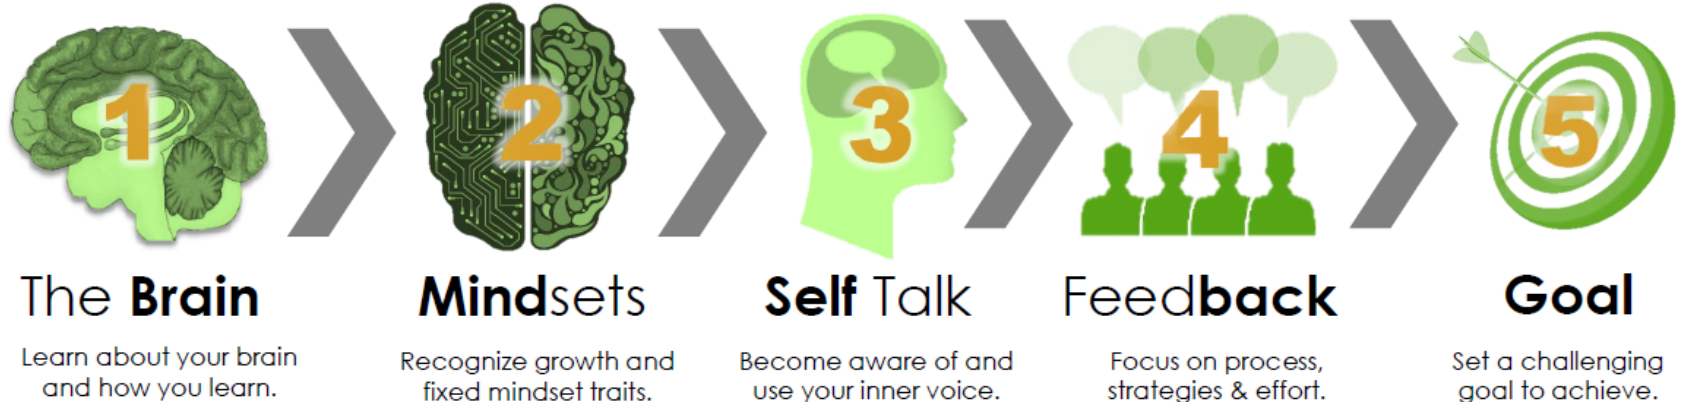 1
2
3
4
5
The Brain
Mindsets
Self Talk
Feedback
Goal
Learn about your brain
and how you learn.
Recognize growth and
fixed mindset traits.
Become aware of and
use your inner voice.
Focus on process,
strategies & effort.
Set a challenging
goal to achieve.